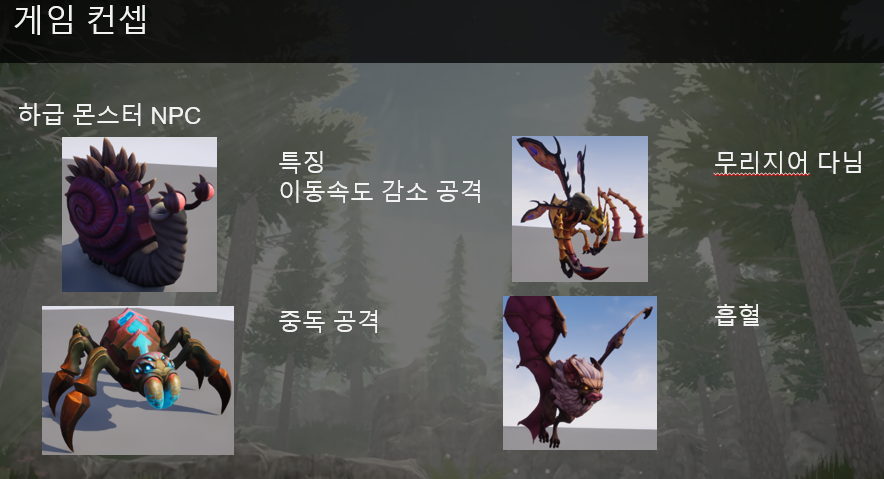 게임 컨셉
하급 몬스터 NPC
특징
이동속도 감소 공격
무리지어 다님
중독 공격
흡혈